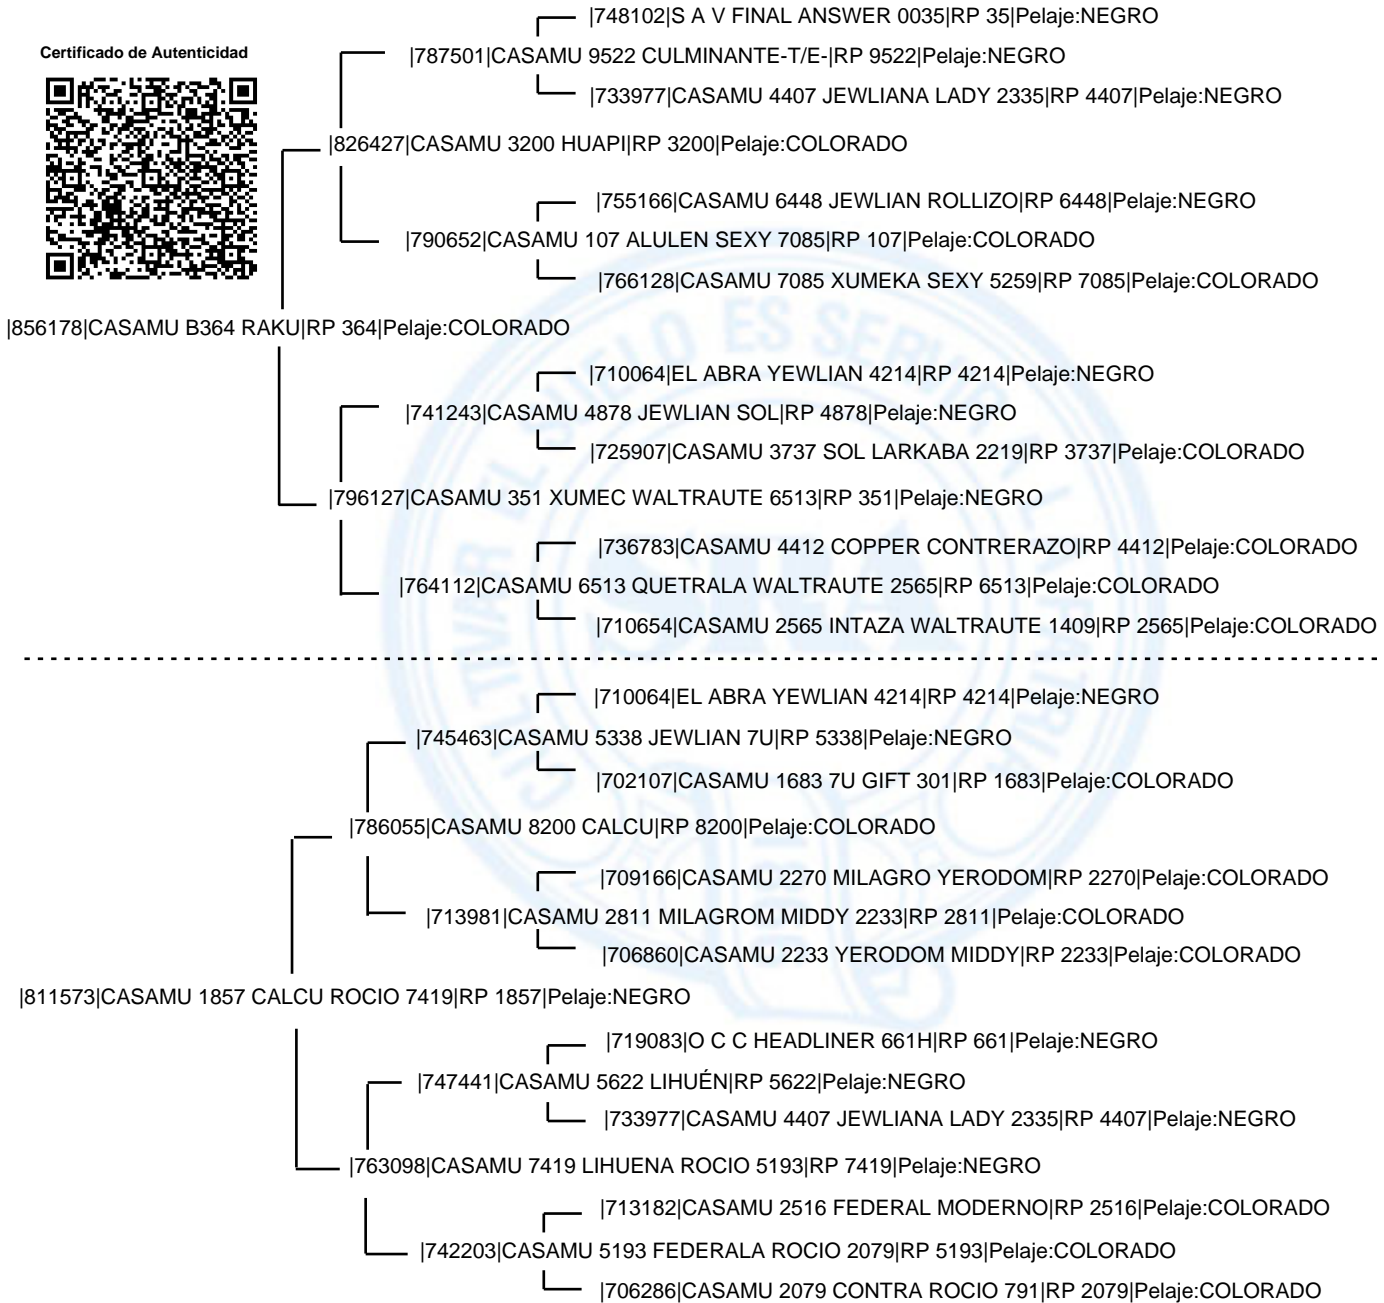 |748102|S A V FINAL ANSWER 0035|RP 35|Pelaje:NEGRO
Certificado de Autenticidad
|787501|CASAMU 9522 CULMINANTE-T/E-|RP 9522|Pelaje:NEGRO
|733977|CASAMU 4407 JEWLIANA LADY 2335|RP 4407|Pelaje:NEGRO
|826427|CASAMU 3200 HUAPI|RP 3200|Pelaje:COLORADO
|755166|CASAMU 6448 JEWLIAN ROLLIZO|RP 6448|Pelaje:NEGRO
|790652|CASAMU 107 ALULEN SEXY 7085|RP 107|Pelaje:COLORADO
|766128|CASAMU 7085 XUMEKA SEXY 5259|RP 7085|Pelaje:COLORADO
|856178|CASAMU B364 RAKU|RP 364|Pelaje:COLORADO
|710064|EL ABRA YEWLIAN 4214|RP 4214|Pelaje:NEGRO
|741243|CASAMU 4878 JEWLIAN SOL|RP 4878|Pelaje:NEGRO
|725907|CASAMU 3737 SOL LARKABA 2219|RP 3737|Pelaje:COLORADO
|796127|CASAMU 351 XUMEC WALTRAUTE 6513|RP 351|Pelaje:NEGRO
|736783|CASAMU 4412 COPPER CONTRERAZO|RP 4412|Pelaje:COLORADO
|764112|CASAMU 6513 QUETRALA WALTRAUTE 2565|RP 6513|Pelaje:COLORADO
|710654|CASAMU 2565 INTAZA WALTRAUTE 1409|RP 2565|Pelaje:COLORADO
|710064|EL ABRA YEWLIAN 4214|RP 4214|Pelaje:NEGRO
|745463|CASAMU 5338 JEWLIAN 7U|RP 5338|Pelaje:NEGRO
|702107|CASAMU 1683 7U GIFT 301|RP 1683|Pelaje:COLORADO
|786055|CASAMU 8200 CALCU|RP 8200|Pelaje:COLORADO
|709166|CASAMU 2270 MILAGRO YERODOM|RP 2270|Pelaje:COLORADO
|713981|CASAMU 2811 MILAGROM MIDDY 2233|RP 2811|Pelaje:COLORADO
|706860|CASAMU 2233 YERODOM MIDDY|RP 2233|Pelaje:COLORADO
|811573|CASAMU 1857 CALCU ROCIO 7419|RP 1857|Pelaje:NEGRO
|719083|O C C HEADLINER 661H|RP 661|Pelaje:NEGRO
|747441|CASAMU 5622 LIHUÉN|RP 5622|Pelaje:NEGRO
|733977|CASAMU 4407 JEWLIANA LADY 2335|RP 4407|Pelaje:NEGRO
|763098|CASAMU 7419 LIHUENA ROCIO 5193|RP 7419|Pelaje:NEGRO
|713182|CASAMU 2516 FEDERAL MODERNO|RP 2516|Pelaje:COLORADO
|742203|CASAMU 5193 FEDERALA ROCIO 2079|RP 5193|Pelaje:COLORADO
|706286|CASAMU 2079 CONTRA ROCIO 791|RP 2079|Pelaje:COLORADO
CULTIVAR EL SUELO ES SERVIR A LA PATRIA
SRA